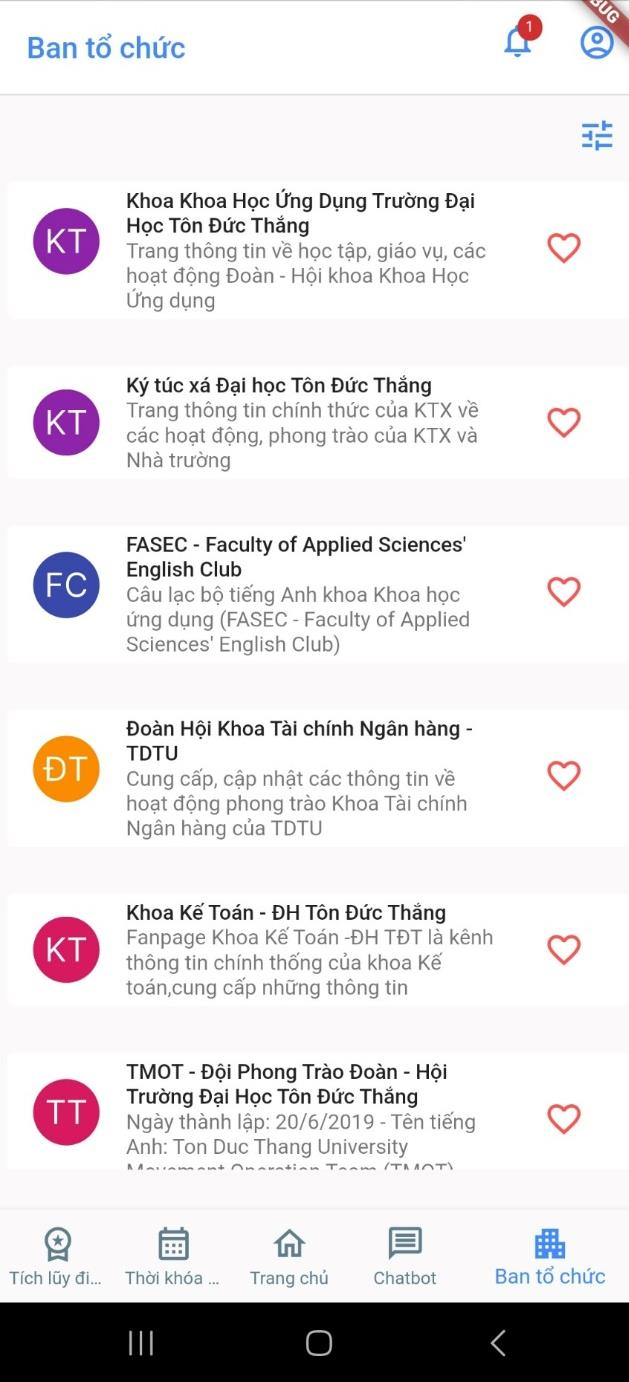 BUG
Ban tổ chức
1
Khoa Khoa Học Ứng Dụng Trường Đại
Học Tôn Đức Thắng
KT
Trang thông tin về học tập, giáo vụ, các
hoạt động Đoàn - Hội khoa Khoa Học
Ứng dụng
Ký túc xá Đại học Tôn Đức Thắng
KT
Trang thông tin chính thức của KTX về
các hoạt động, phong trào của KTX và
Nhà trường
FASEC - Faculty of Applied Sciences'
English Club
FC
Câu lạc bộ tiếng Anh khoa Khoa học
ứng dụng (FASEC - Faculty of Applied
Sciences' English Club)
Đoàn Hội Khoa Tài chính Ngân hàng -
TDTU
ĐT
Cung cấp, cập nhật các thông tin về
hoạt động phong trào Khoa Tài chính
Ngân hàng của TDTU
Khoa Kế Toán - ĐH Tôn Đức Thắng
KT
Fanpage Khoa Kế Toán -ĐH TĐT là kênh
thông tin chính thống của khoa Kế
toán,cung cấp những thông tin
TMOT - Đội Phong Trào Đoàn - Hội
Trường Đại Học Tôn Đức Thắng
TT
Ngày thành lập: 20/6/2019 - Tên tiếng
Anh: Ton Duc Thang University
Movement Operation Team (TMOT)
Tích lũy đi... Thời khóa ... Trang chủ Chatbot Ban tổ chức